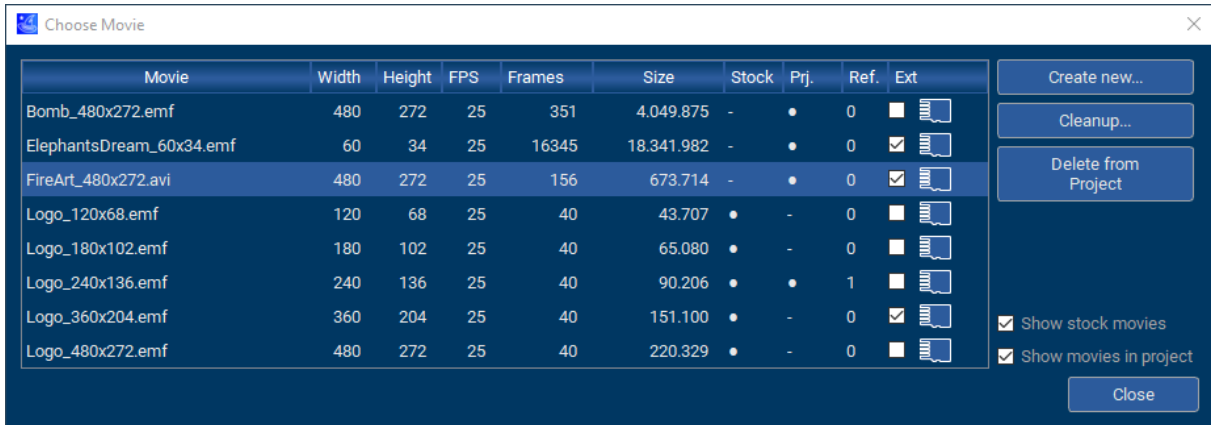 Choose Movie
Movie Width Height FPS Frames Size Stock Prj. Ref. Ext
Bomb_480x272.emf 480 272 25 351 4.049.875 - ● 0
ElephantsDream_60x34.emf 60 34 25 16345 18.341.982 - ● 0
FireArt_480x272.avi 480 272 25 156 673.714 - ● 0
Logo_120x68.emf 120 68 25 40 43.707 ● - 0
Logo_180x102.emf 180 102 25 40 65.080 ● - 0
Logo_240x136.emf 240 136 25 40 90.206 ● ● 1
Logo_360x204.emf 360 204 25 40 151.100 ● - 0
Logo_480x272.emf 480 272 25 40 220.329 ● - 0
Create new...
Cleanup...
Delete from
Project
Show stock movies
Show movies in project
Close